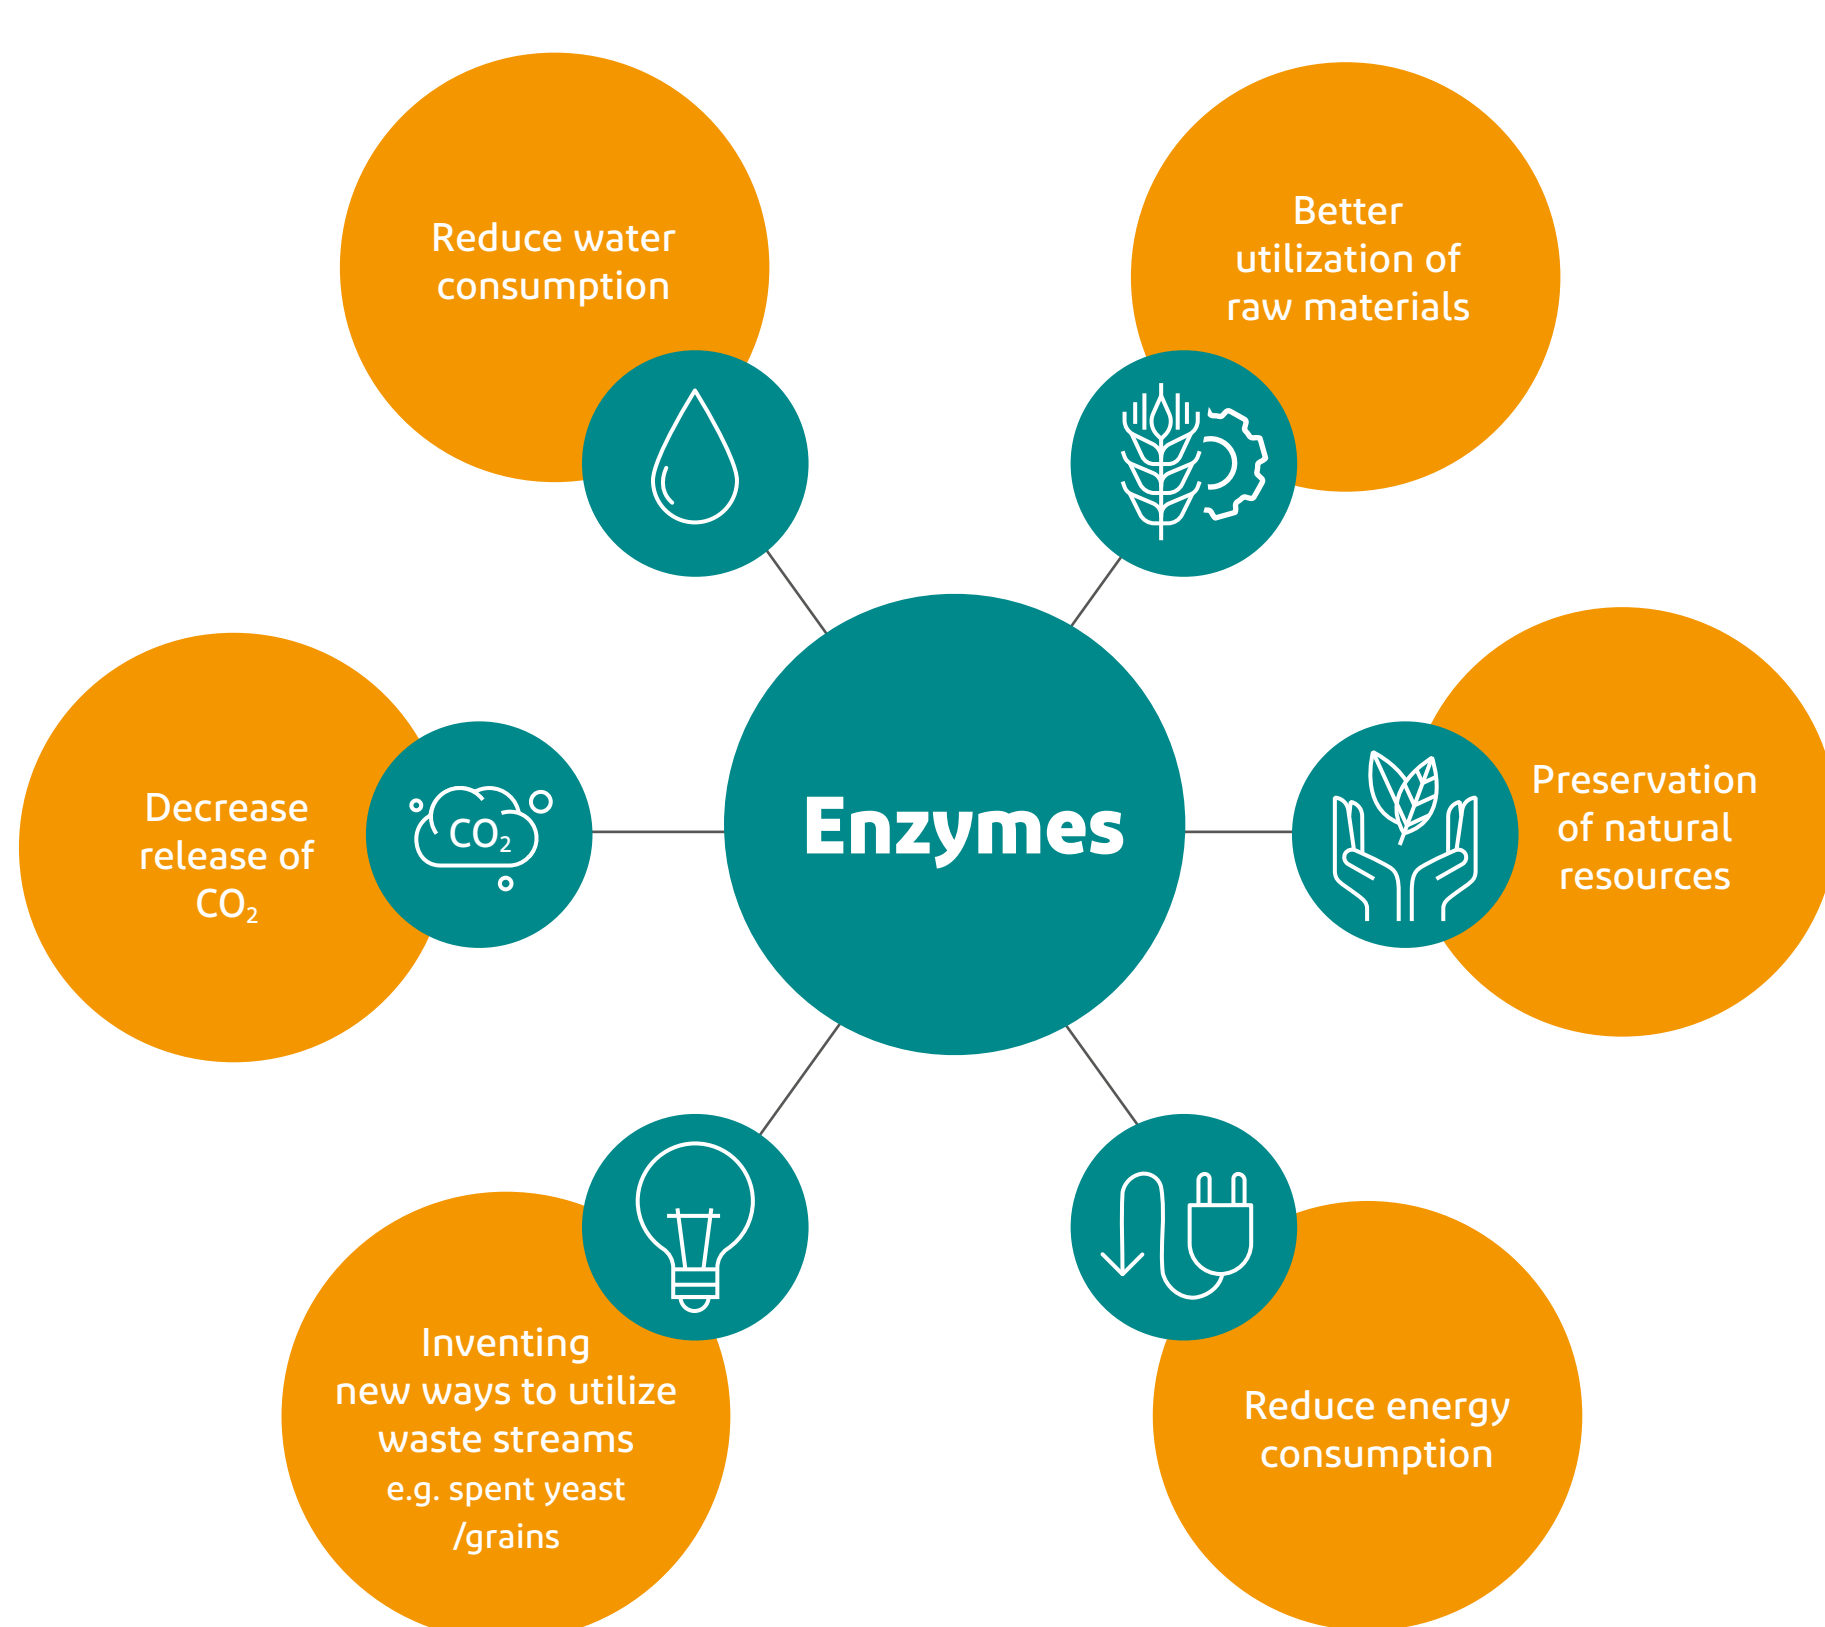 Reduce water
consumption
Better
utilization of
raw materials
Decrease
release of
CO₂
CO₂
Enzymes
Preservation
of natural
resources
Inventing
new ways to utilize
waste streams
e.g. spent yeast
/grains
Reduce energy
consumption